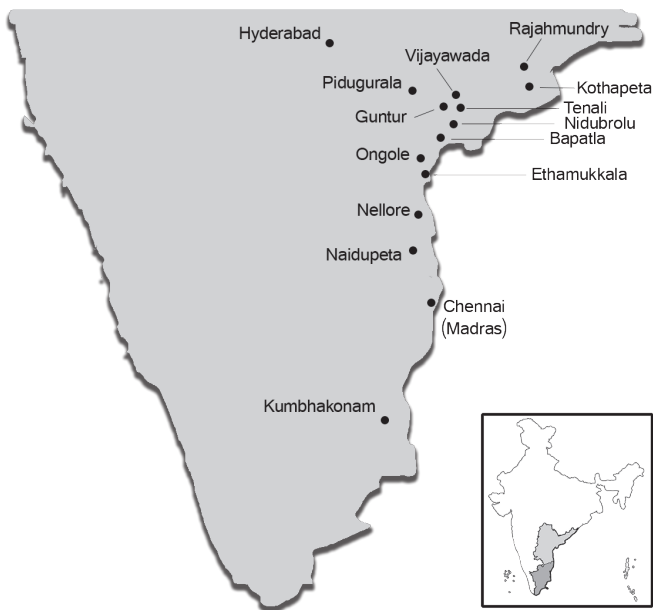 Rajahmundry
Hyderabad
Vijayawada
Pidugurala
Kothapeta
Tenali
Guntur
Nidubrolu
Bapatla
Ongole
Ethamukkala
Nellore
Naidupeta
Chennai
(Madras)
Kumbhakonam